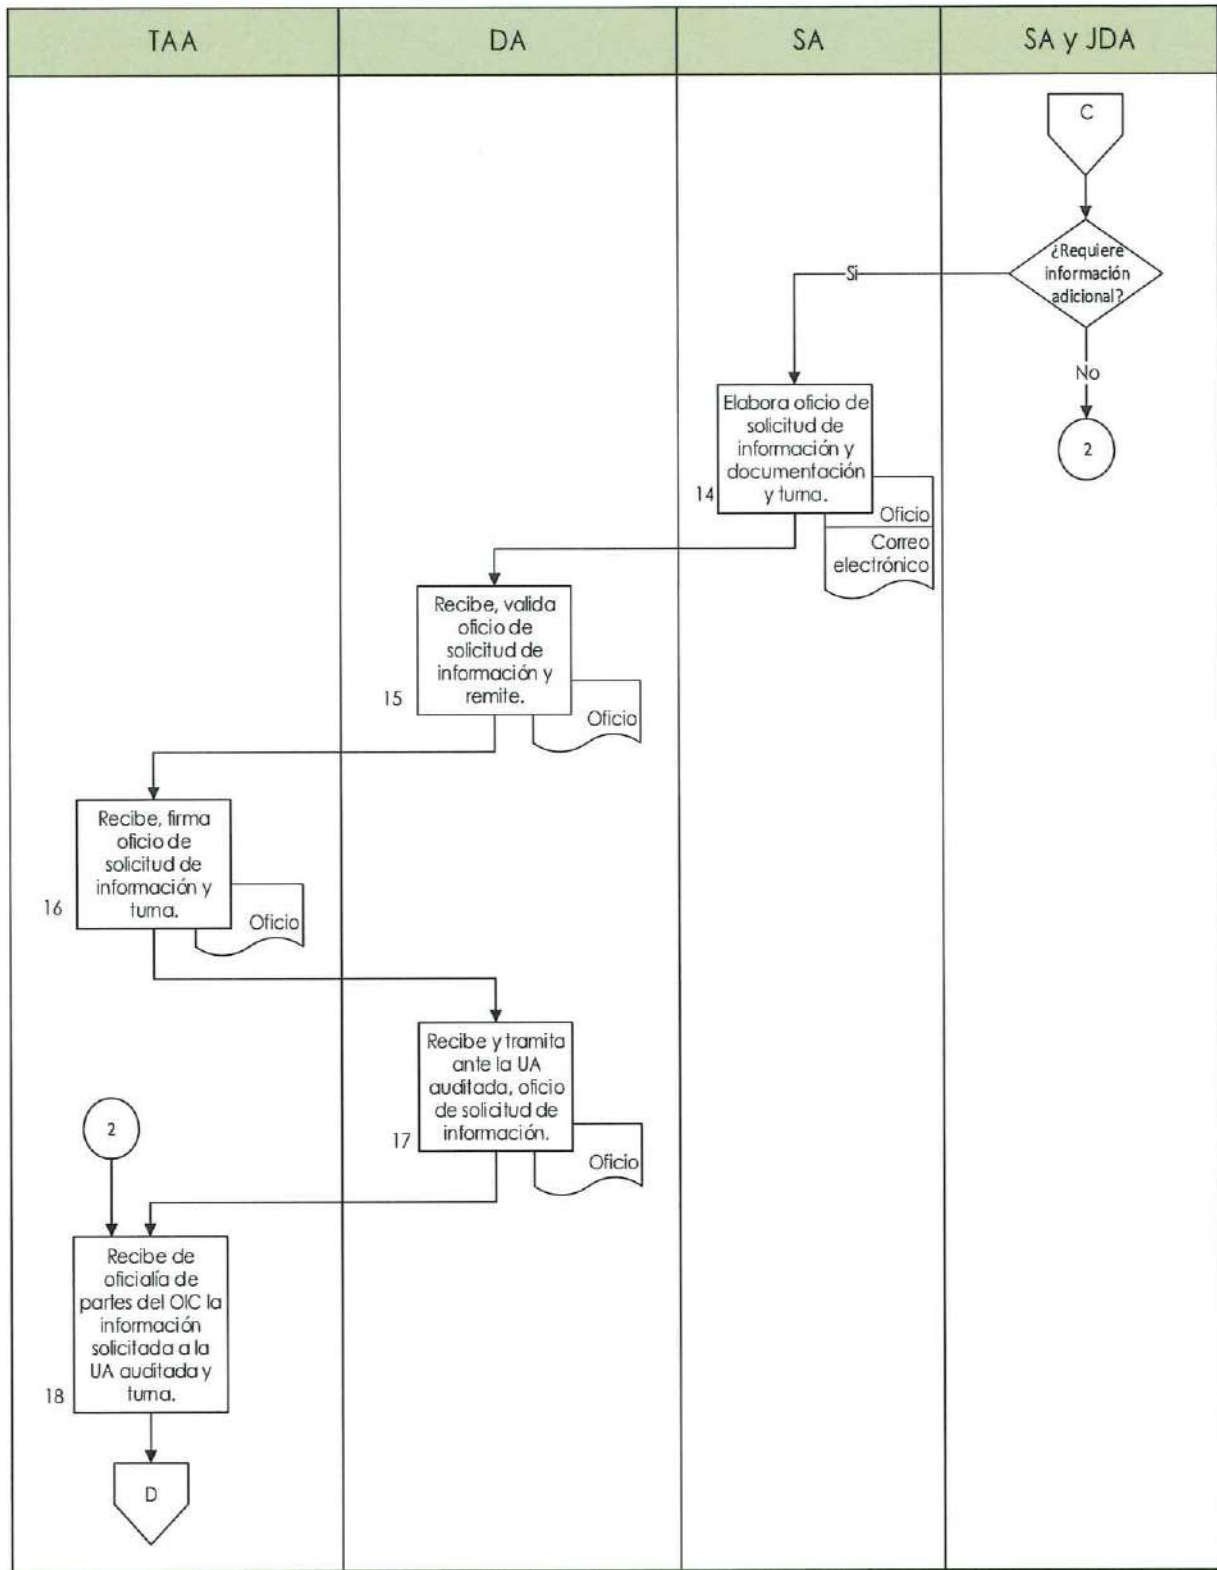 TAA
DA
SA
SA y JDA
C
¿Requiere
información
adicional?
Si
No
2
Elabora oficio de
solicitud de
información y
documentación
y turna.
14
Oficio
Correo
electrónico
Recibe, valida
oficio de
solicitud de
información y
remite.
15
Oficio
Recibe, firma
oficio de
solicitud de
información y
turna.
16
Oficio
Recibe y tramita
ante la UA
auditada, oficio
de solicitud de
información.
17
Oficio
2
Recibe de
oficialía de
partes del OIC la
información
solicitada a la
UA auditada y
turna.
18
D